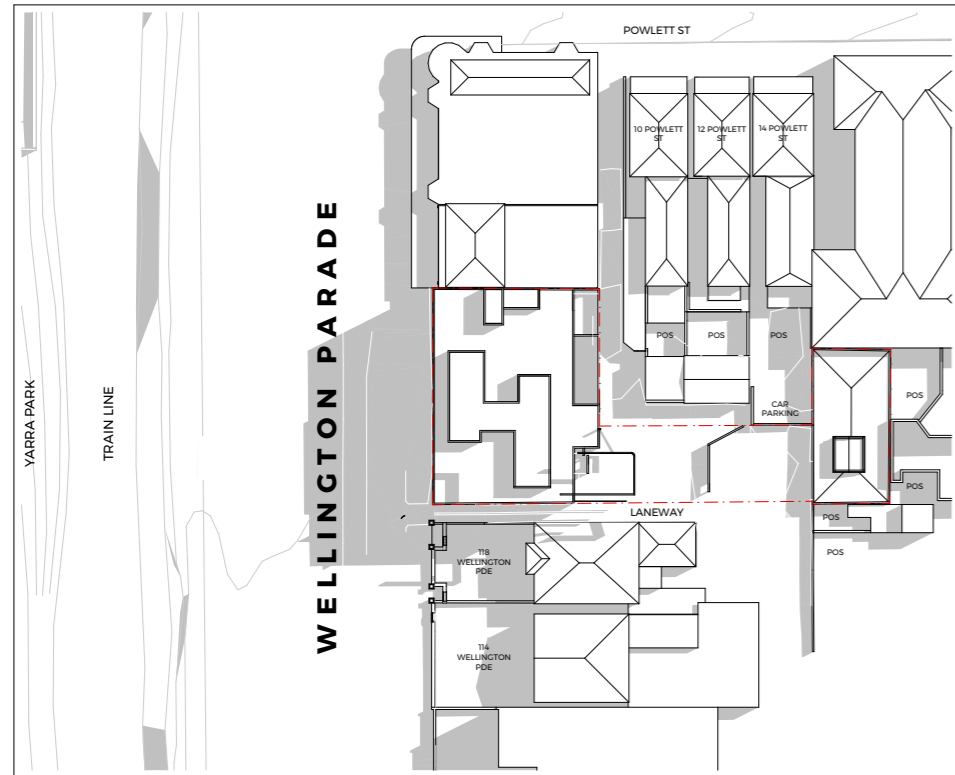 POWLETT ST
10 POWLETT
ST
12 POWLETT
ST
14 POWLETT
ST
WELLINGTON PARADE
YARRA PARK
TRAIN LINE
POS
POS
POS
CAR
PARKING
POS
POS
POS
POS
LANEWAY
118
WELLINGTON
PDE
114
WELLINGTON
PDE